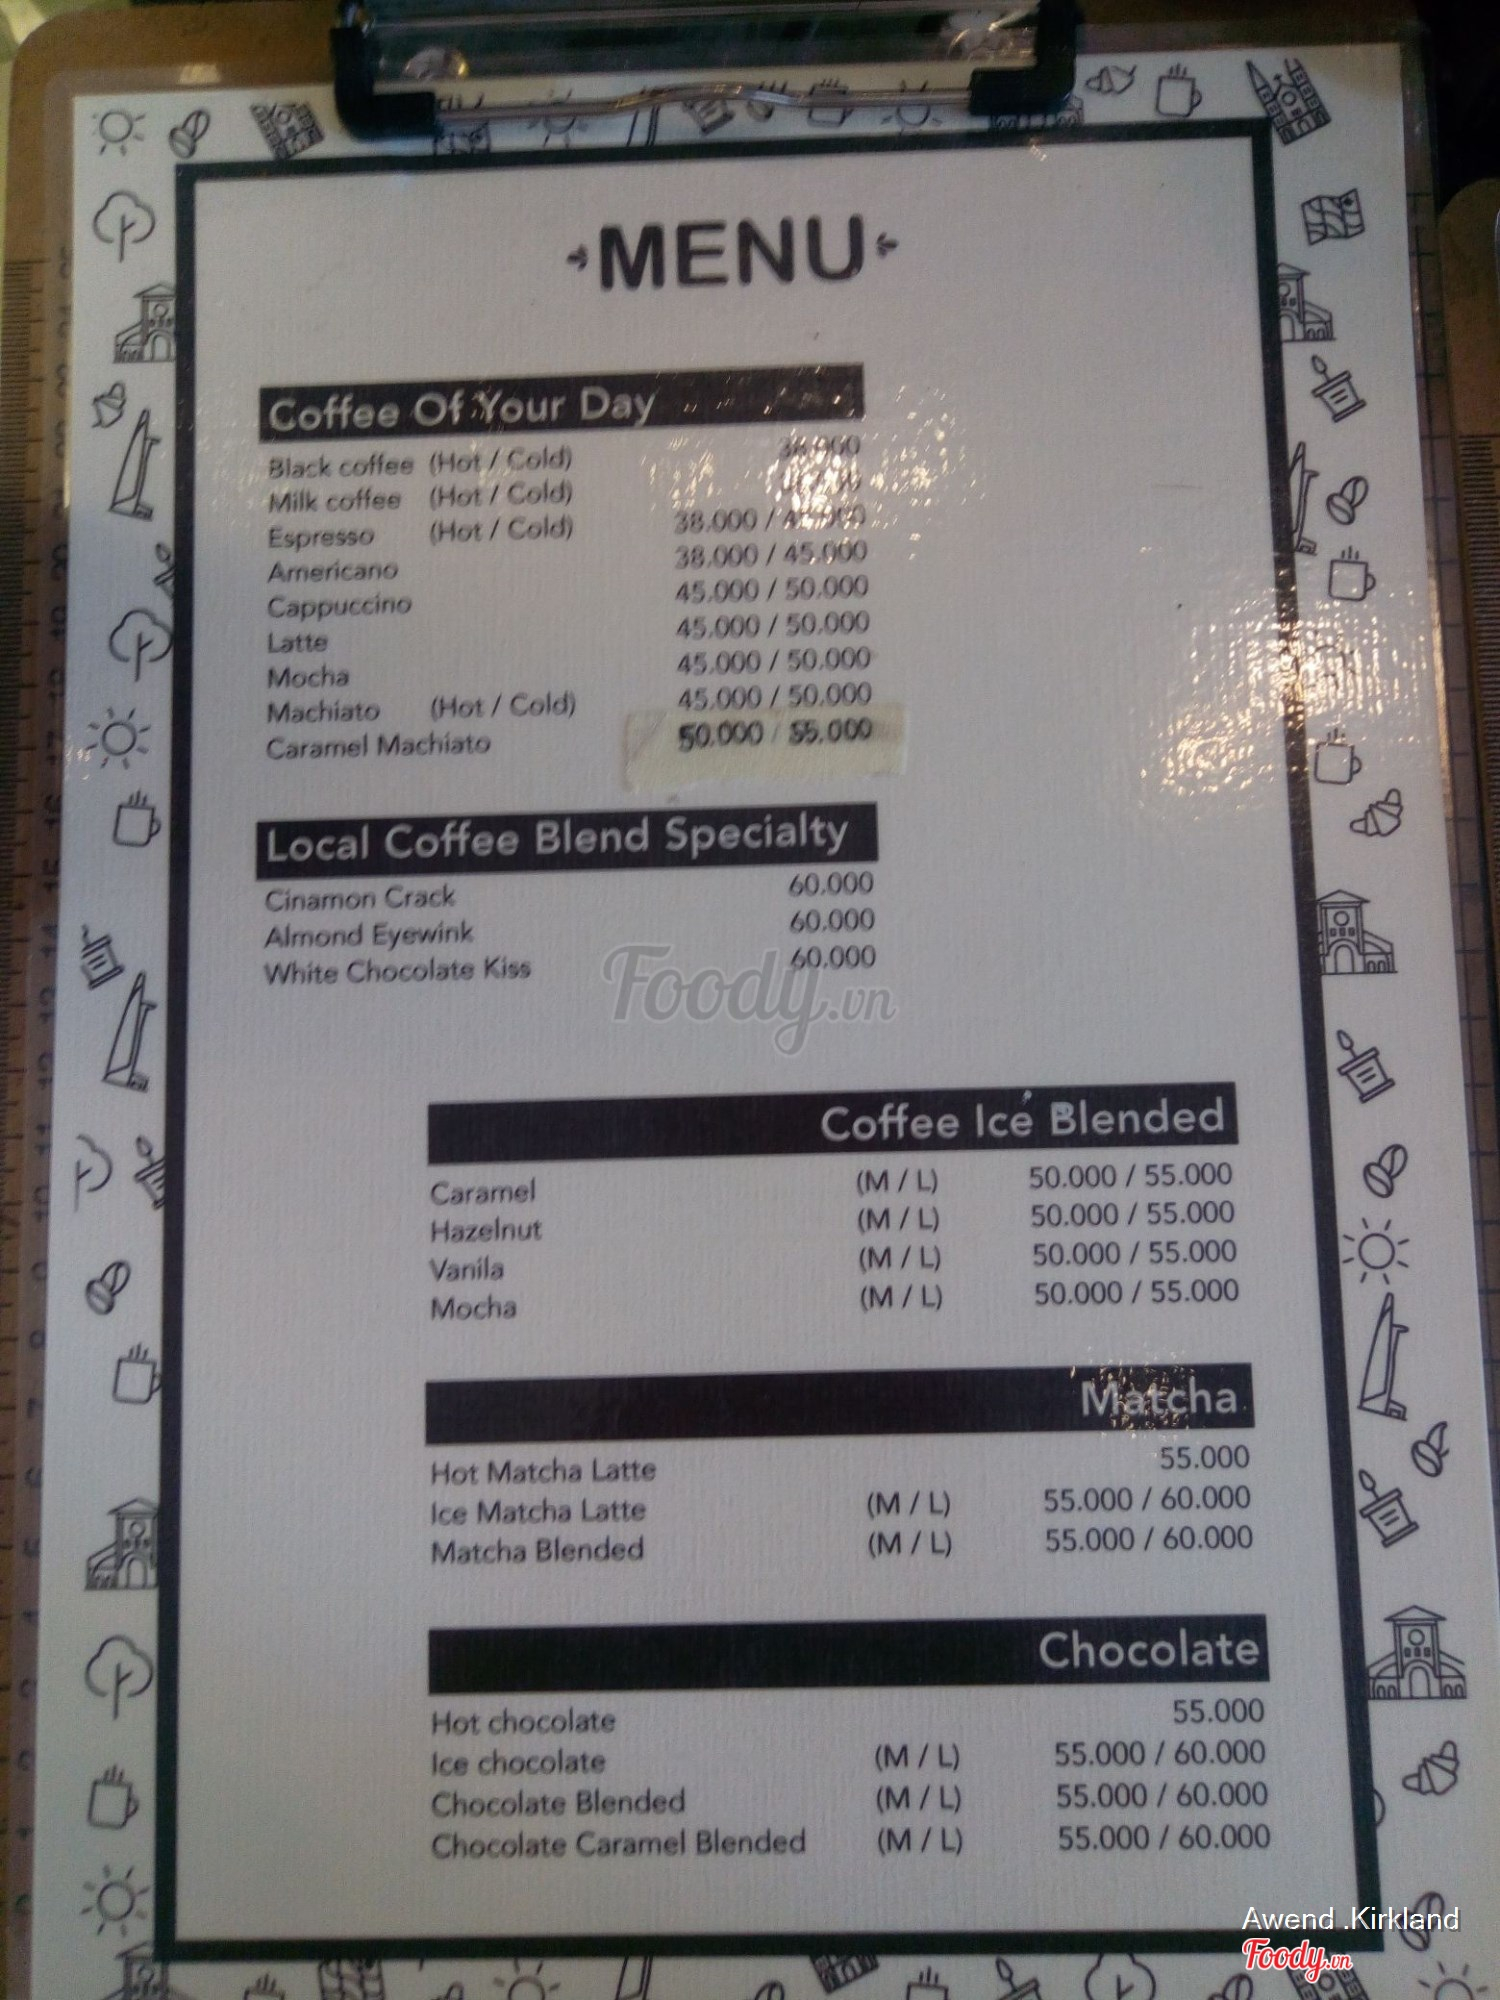 MENU
Coffee Of Your Day
Black coffee (Hot / Cold) 38.000
Milk coffee (Hot / Cold)
Espresso (Hot / Cold) 38.000 /
Americano 38.000 / 45.000
Cappuccino 45.000 / 50.000
Latte 45.000 / 50.000
Mocha 45.000 / 50.000
Machiato (Hot / Cold) 45.000 / 50.000
Caramel Machiato 50.000 / 55.000
Local Coffee Blend Specialty
Cinamon Crack 60.000
Almond Eyewink 60.000
White Chocolate Kiss 60.000
Foody.vn
Coffee Ice Blended
Caramel (M / L) 50.000 / 55.000
Hazelnut (M / L) 50.000 / 55.000
Vanila (M / L) 50.000 / 55.000
Mocha (M / L) 50.000 / 55.000
Matcha
Hot Matcha Latte 55.000
Ice Matcha Latte (M / L) 55.000 / 60.000
Matcha Blended (M / L) 55.000 / 60.000
Chocolate
Hot chocolate 55.000
Ice chocolate (M / L) 55.000 / 60.000
Chocolate Blended (M / L) 55.000 / 60.000
Chocolate Caramel Blended (M / L) 55.000 / 60.000
Awend .Kirkland
Foody.vn